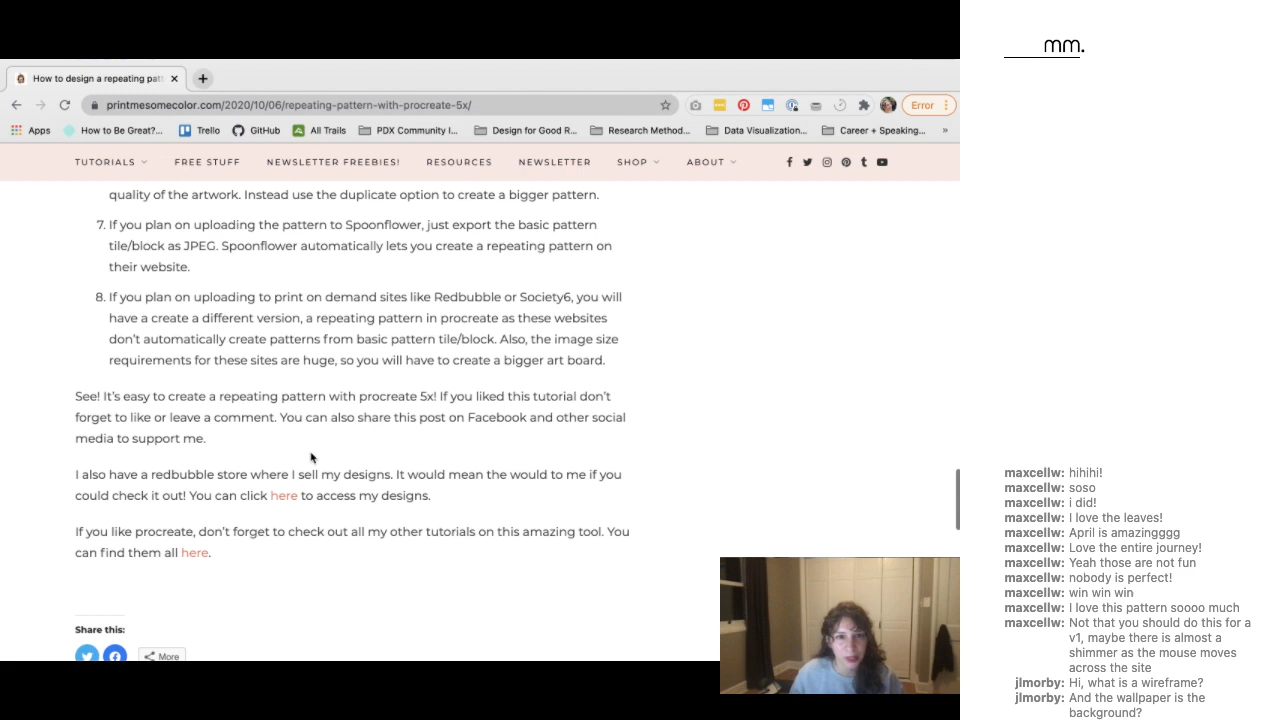 mm.
How to design a repeating pat
printmesomecolor.com/2020/10/06/repeating-pattern-with-procreate-5x/
Error
Apps
How to Be Great?...
Trello
GitHub
All Trails
PDX Community I...
Design for Good R...
Research Method...
Data Visualization...
Career + Speaking...
»
TUTORIALS
FREE STUFF
NEWSLETTER FREEBIES!
RESOURCES
NEWSLETTER
SHOP
ABOUT
quality of the artwork. Instead use the duplicate option to create a bigger pattern.
7. If you plan on uploading the pattern to Spoonflower, just export the basic pattern
tile/block as JPEG. Spoonflower automatically lets you create a repeating pattern on
their website.
8. If you plan on uploading to print on demand sites like Redbubble or Society6, you will
have a create a different version, a repeating pattern in procreate as these websites
don't automatically create patterns from basic pattern tile/block. Also, the image size
requirements for these sites are huge, so you will have to create a bigger art board.
See! It's easy to create a repeating pattern with procreate 5x! If you liked this tutorial don't
forget to like or leave a comment. You can also share this post on Facebook and other social
media to support me.
I also have a redbubble store where I sell my designs. It would mean the would to me if you
could check it out! You can click here to access my designs.
If you like procreate, don't forget to check out all my other tutorials on this amazing tool. You
can find them all here.
Share this:
More
maxcellw: hihihi!
maxcellw: soso
maxcellw: i did!
maxcellw: I love the leaves!
maxcellw: April is amazingggg
maxcellw: Love the entire journey!
maxcellw: Yeah those are not fun
maxcellw: nobody is perfect!
maxcellw: win win win
maxcellw: I love this pattern soooo much
maxcellw: Not that you should do this for a
v1, maybe there is almost a
shimmer as the mouse moves
across the site
jlmorby: Hi, what is a wireframe?
jlmorby: And the wallpaper is the
background?